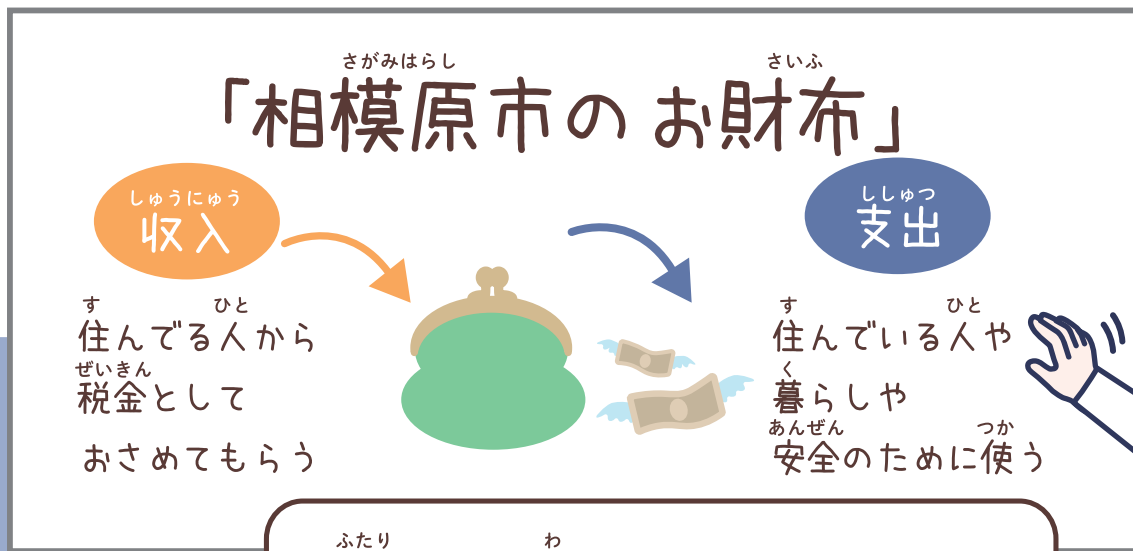 さがみはらし さいふ
「相模原市の お財布」
しゅうにゅう
収入
す ひと
住んでる人から
ぜいきん
税金として
おさめてもらう
ししゅつ
支出
す ひと
住んでいる人や
く
暮らしや
あんぜん つか
安全のために使う
ふたり わ